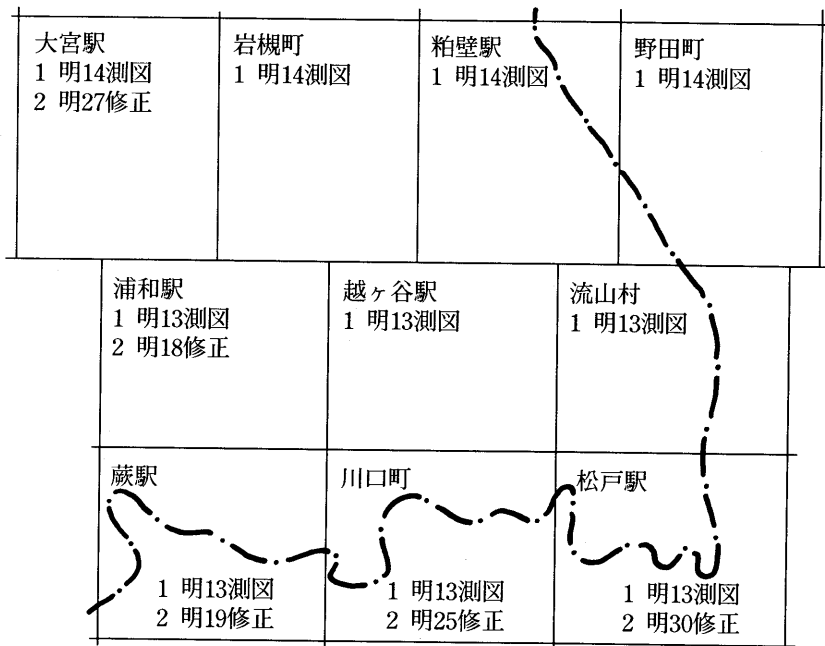 大宮駅
1 明14測図
2 明27修正
岩槻町
1 明14測図
粕壁駅
1 明14測図
野田町
1 明14測図
浦和駅
1 明13測図
2 明18修正
越ヶ谷駅
1 明13測図
流山村
1 明13測図
蕨駅
1 明13測図
2 明19修正
川口町
1 明13測図
2 明25修正
松戸駅
1 明13測図
2 明30修正